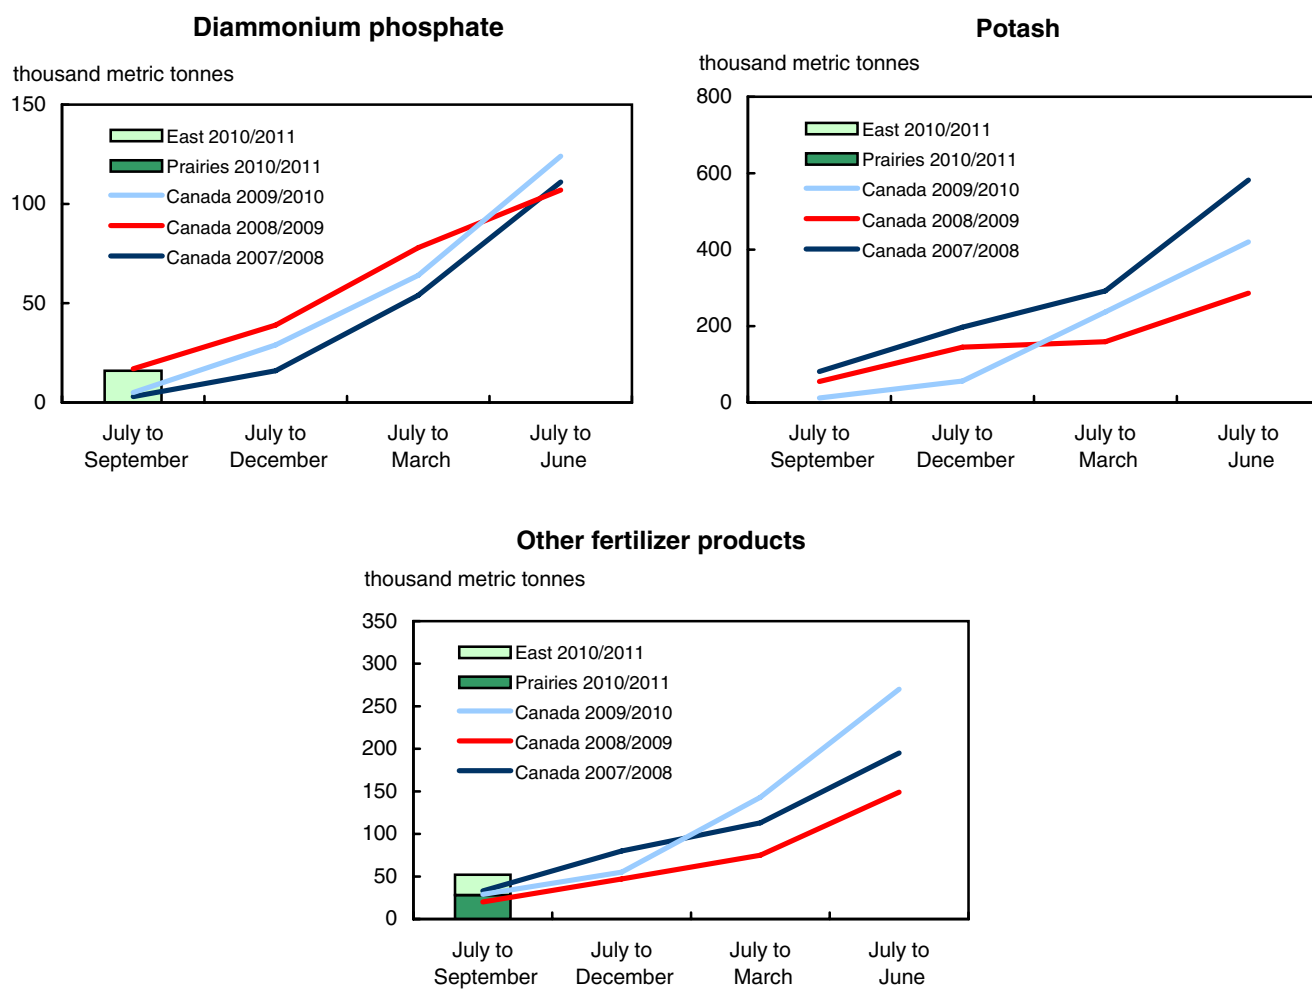 Diammonium phosphate
thousand metric tonnes
150
100
50
0
East 2010/2011
Prairies 2010/2011
Canada 2009/2010
Canada 2008/2009
Canada 2007/2008
July to September
July to December
July to March
July to June
Potash
thousand metric tonnes
800
600
400
200
0
East 2010/2011
Prairies 2010/2011
Canada 2009/2010
Canada 2008/2009
Canada 2007/2008
July to September
July to December
July to March
July to June
Other fertilizer products
thousand metric tonnes
350
300
250
200
150
100
50
0
East 2010/2011
Prairies 2010/2011
Canada 2009/2010
Canada 2008/2009
Canada 2007/2008
July to September
July to December
July to March
July to June